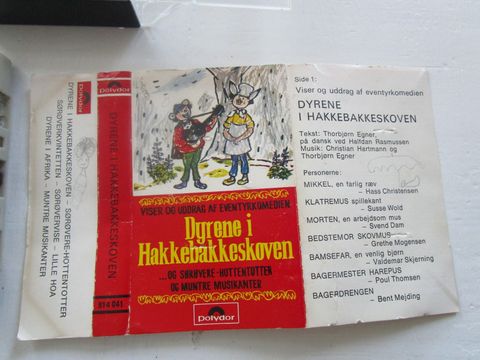 Polydor
DYRENE I HAKKEBAKKESKOVEN
SØRØVERKVINTETTEN
SØRØVERE-HOTTENTOTTER
LILLE HOA
DYRENE I AFRIKA – MUNTRE MUSIKANTER
Polydor
DYRENE I HAKKEBAKKESKOVEN
814 041
Polydor
VISER OG UDDRAG AF EVENTYRKOMEDIEN
Dyrene i
Hakkebakkeskoven
...OG SØRØVERE-HOTTENTOTTER
OG MUNTRE MUSIKANTER
Polydor
Side 1:
Viser og uddrag af eventyrkomedien
DYRENE
I HAKKEBAKKESKOVEN
Tekst: Thorbjørn Egner,
på dansk ved Halfdan Rasmussen
Musik: Christian Hartmann og
Thorbjørn Egner
Personerne:
MIKKEL, en farlig ræv
– Hass Christensen
KLATREMUS spillekant
– Susse Wold
MORTEN, en arbejdsom mus
– Svend Dam
BEDSTEMOR SKOVMUS
– Grethe Mogensen
BAMSEFAR, en venlig bjørn
– Valdemar Skjerning
BAGERMESTER HAREPUS
– Poul Thomsen
BAGERDRENGEN
– Bent Mejding